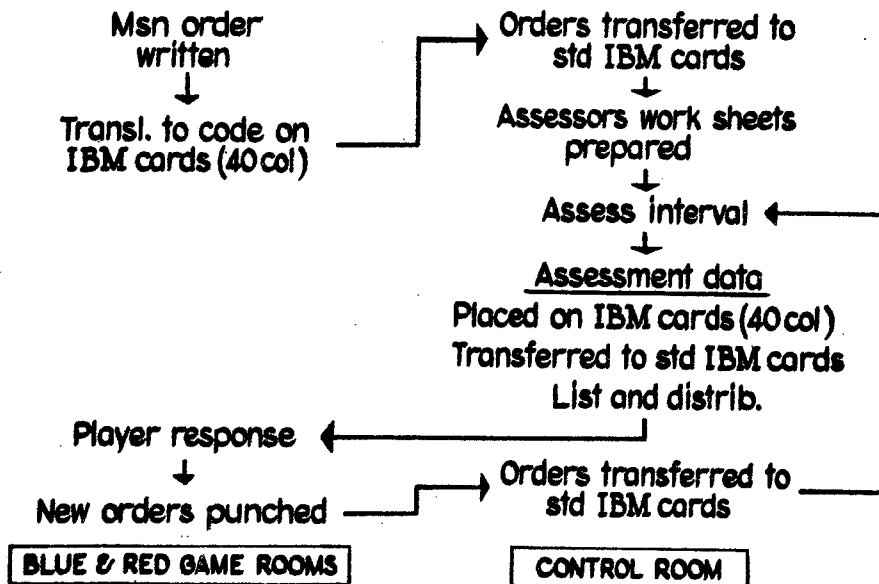 Msn order
written
Transl. to code on
IBM cards (40 col)
Orders transferred to
std IBM cards
Assessors work sheets
prepared
Assess interval
Assessment data
Placed on IBM cards (40 col)
Transferred to std IBM cards
List and distrib.
Player response
New orders punched
Orders transferred to
std IBM cards
BLUE & RED GAME ROOMS
CONTROL ROOM